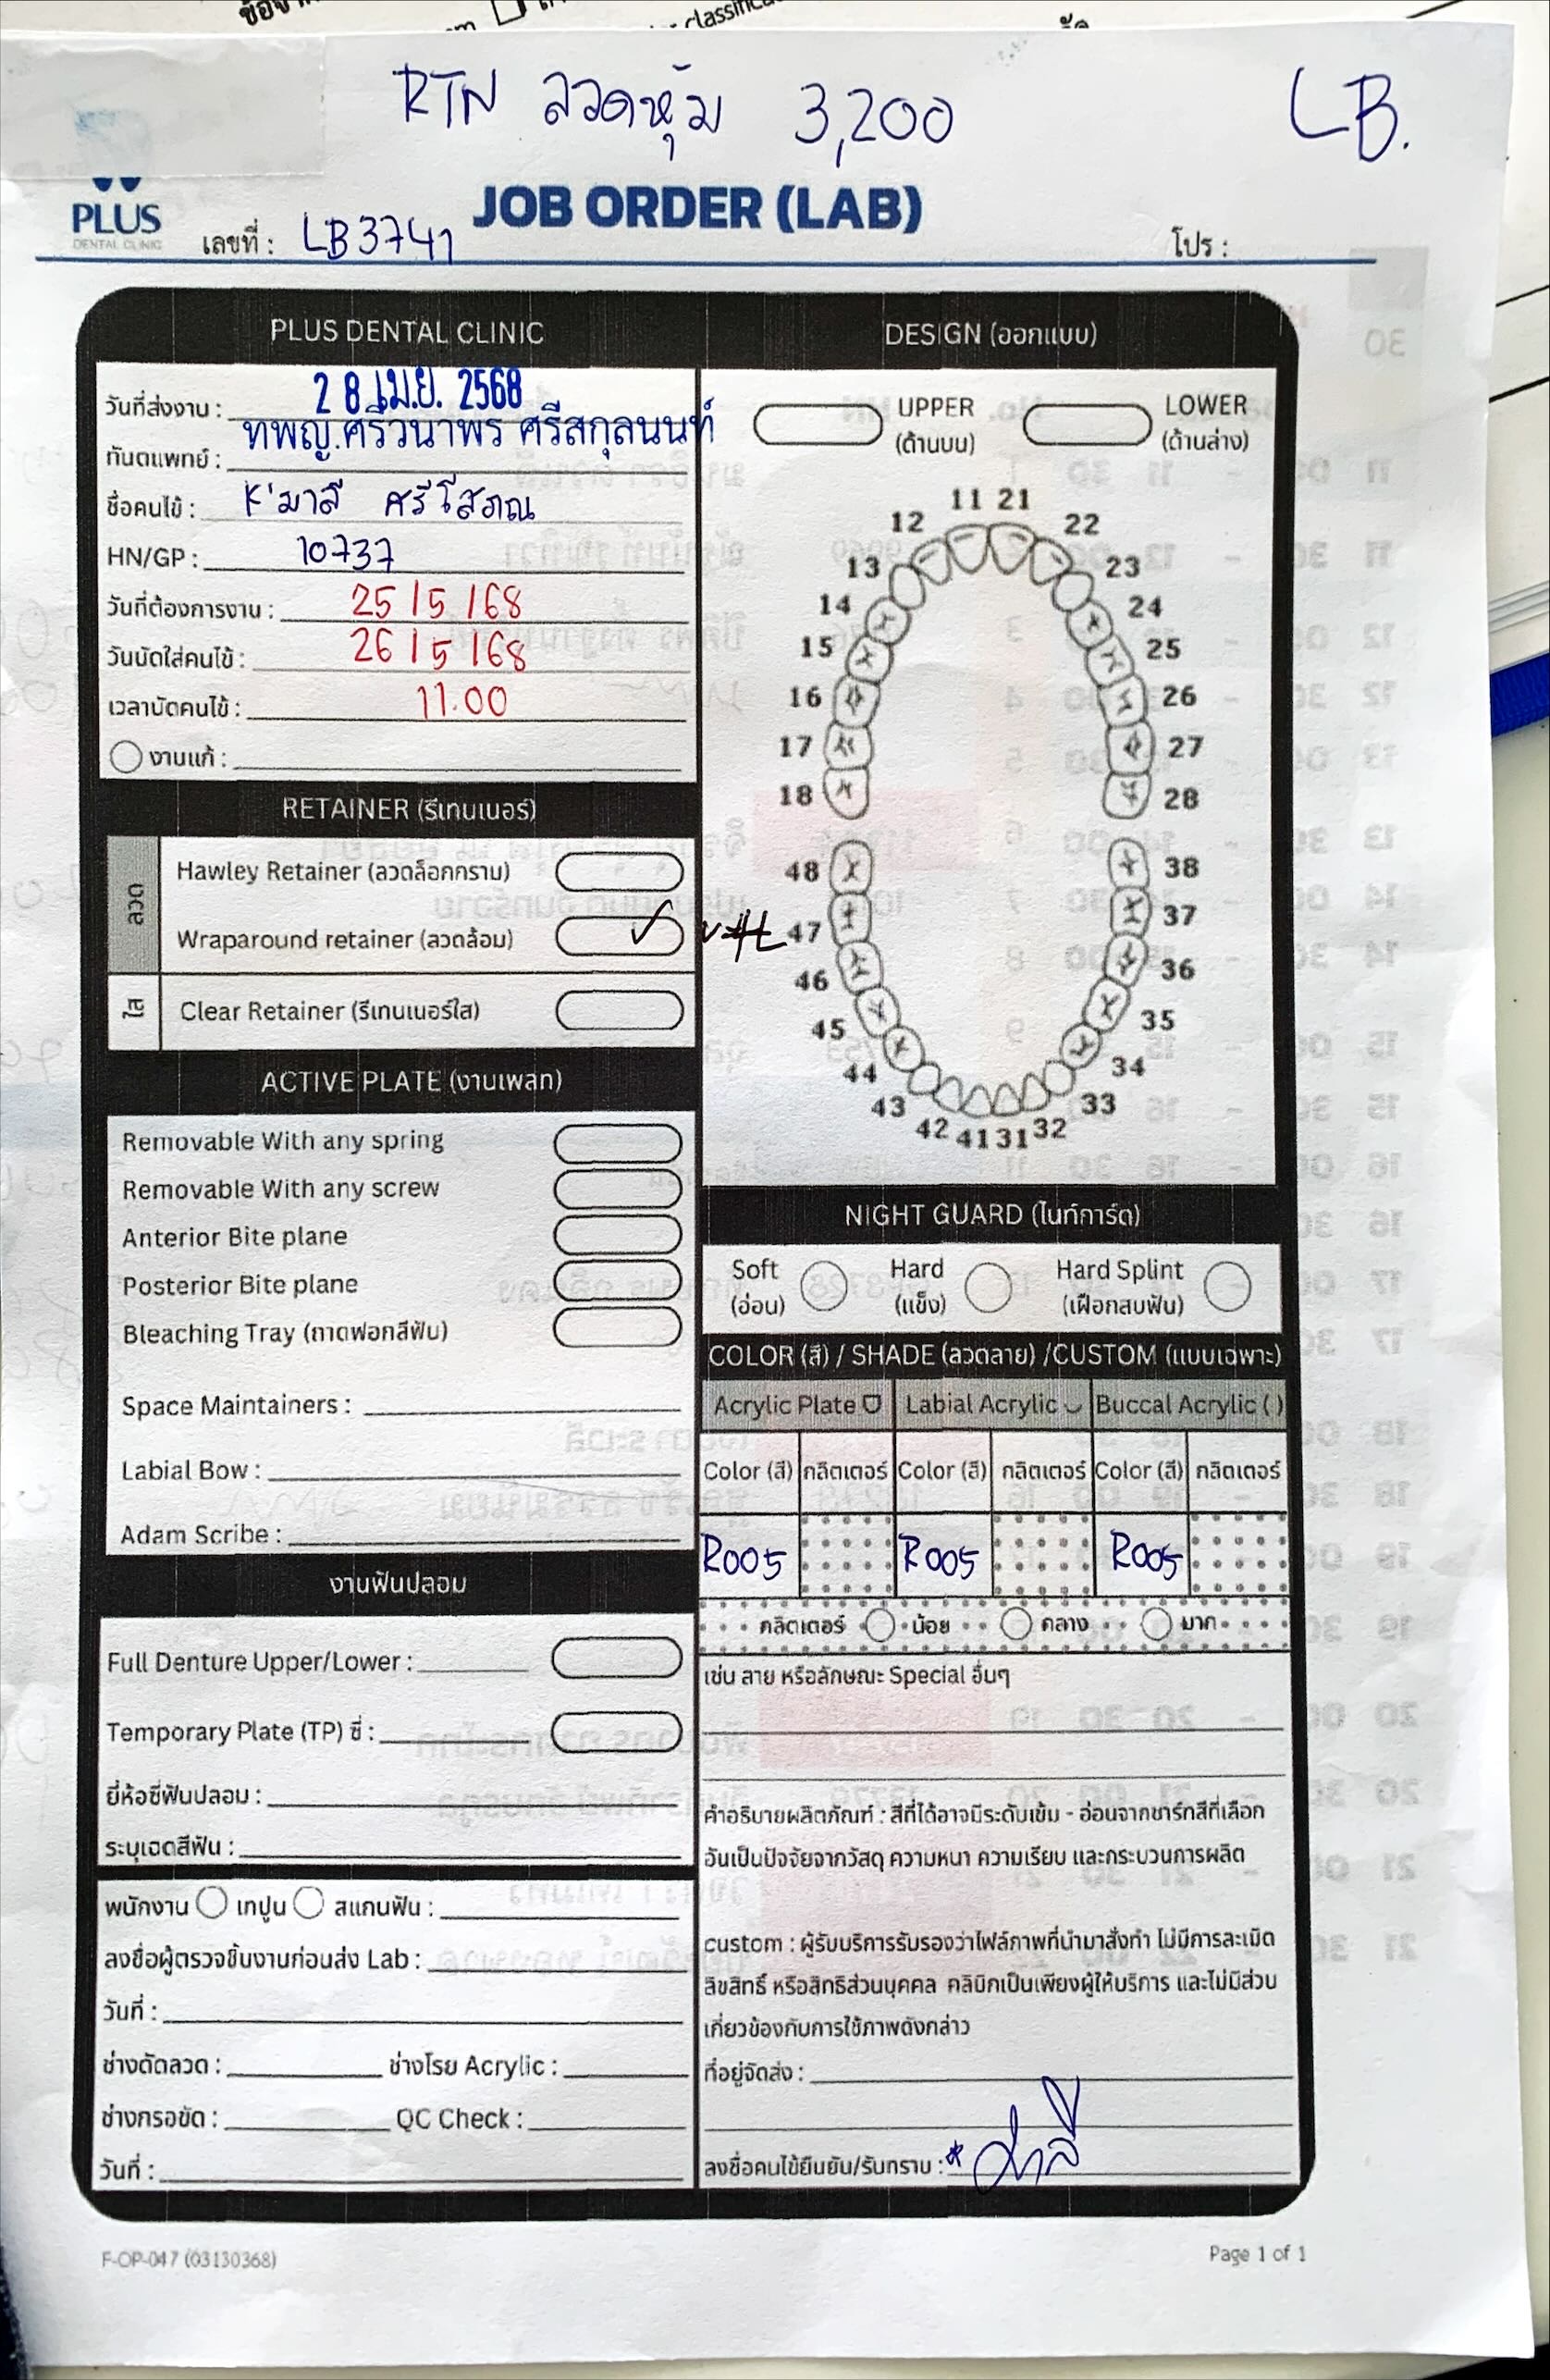 RTN ลวดหุ้ม 3,200
LB.
PLUS
DENTAL CLINIC
JOB ORDER (LAB)
เลขที่ : LB3741
โปร :
PLUS DENTAL CLINIC
วันที่ส่งงาน : 28 เม.ย. 2568
ทันตแพทย์ : ทพญ.ศรีวนาพร ศรีสกุลนนท์
ชื่อคนไข้ : K'มาลี ศรีโสภณ
HN/GP : 10737
วันที่ต้องการงาน : 25/5/68
วันนัดใส่คนไข้ : 26/5/68
เวลานัดคนไข้ : 11.00
งานแก้ :
RETAINER (รีเทนเนอร์)
ลวด
Hawley Retainer (ลวดล็อกกราม)
Wraparound retainer (ลวดล้อม)
ใส
Clear Retainer (รีเทนเนอร์ใส)
ACTIVE PLATE (งานเพลท)
Removable With any spring
Removable With any screw
Anterior Bite plane
Posterior Bite plane
Bleaching Tray (ถาดฟอกสีฟัน)
Space Maintainers :
Labial Bow :
Adam Scribe :
งานฟันปลอม
Full Denture Upper/Lower :
Temporary Plate (TP) ซี่ :
ยี่ห้อซี่ฟันปลอม :
ระบุเฉดสีฟัน :
พนักงาน เทปูน สแกนฟัน :
ลงชื่อผู้ตรวจชิ้นงานก่อนส่ง Lab :
วันที่ :
ช่างดัดลวด : ช่างโรย Acrylic :
ช่างกรอขัด : QC Check :
วันที่ :
DESIGN (ออกแบบ)
UPPER
(ด้านบน)
LOWER
(ด้านล่าง)
11 21
12 22
13 23
14 24
15 25
16 26
17 27
18 28
48 38
47 37
46 36
45 35
44 34
43 33
42 41 31 32
NIGHT GUARD (ไนท์การ์ด)
Soft
(อ่อน)
Hard
(แข็ง)
Hard Splint
(เฝือกสบฟัน)
COLOR (สี) / SHADE (ลวดลาย) /CUSTOM (แบบเฉพาะ)
Acrylic Plate Labial Acrylic Buccal Acrylic ( )
Color (สี) กลิตเตอร์ Color (สี) กลิตเตอร์ Color (สี) กลิตเตอร์
R005 R005 R005
กลิตเตอร์ น้อย กลาง มาก
เช่น ลาย หรือลักษณะ Special อื่นๆ
คำอธิบายผลิตภัณฑ์ : สีที่ได้อาจมีระดับเข้ม - อ่อนจากชาร์ทสีที่เลือก
อันเป็นปัจจัยจากวัสดุ ความหนา ความเรียบ และกระบวนการผลิต
custom : ผู้รับบริการรับรองว่าไฟล์ภาพที่นำมาสั่งทำ ไม่มีการละเมิด
ลิขสิทธิ์ หรือสิทธิส่วนบุคคล คลินิกเป็นเพียงผู้ให้บริการ และไม่มีส่วน
เกี่ยวข้องกับการใช้ภาพดังกล่าว
ที่อยู่จัดส่ง :
ลงชื่อคนไข้ยืนยัน/รับทราบ : *
F-OP-047 (03130368)
Page 1 of 1